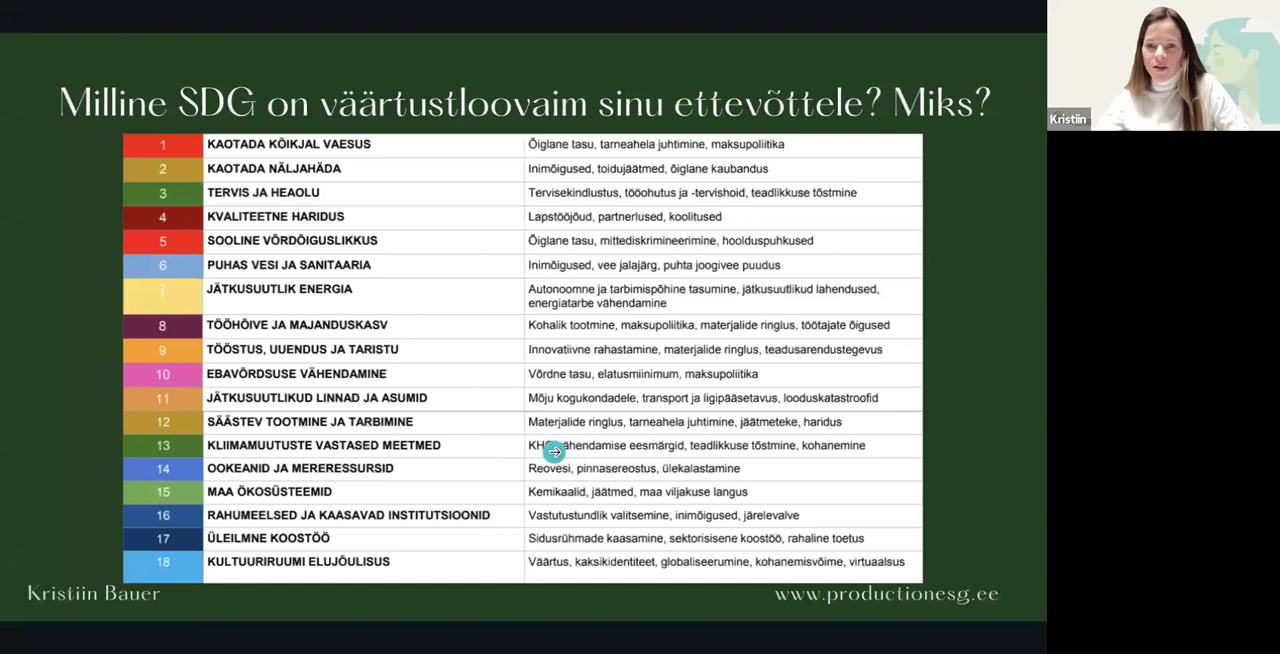 Milline SDG on väärtustloovaim sinu ettevõttele? Miks?
Kristiin
1 KAOTADA KÕIKJAL VAESUS Õiglane tasu, tarneahela juhtimine, maksupoliitika
2 KAOTADA NÄLJAHÄDA Inimõigused, toidujäätmed, õiglane kaubandus
3 TERVIS JA HEAOLU Tervisekindlustus, tööohutus ja -tervishoid, teadlikkuse tõstmine
4 KVALITEETNE HARIDUS Lapstööjõud, partnerlused, koolitused
5 SOOLINE VÕRDÕIGUSLIKKUS Õiglane tasu, mittediskrimineerimine, hoolduspuhkused
6 PUHAS VESI JA SANITAARIA Inimõigused, vee jalajärg, puhta joogivee puudus
7 JÄTKUSUUTLIK ENERGIA Autonoomne ja tarbimispõhine tasumine, jätkusuutlikud lahendused,
energiatarbe vähendamine
8 TÖÖHÕIVE JA MAJANDUSKASV Kohalik tootmine, maksupoliitika, materjalide ringlus, töötajate õigused
9 TÖÖSTUS, UUENDUS JA TARISTU Innovatiivne rahastamine, materjalide ringlus, teadusarendustegevus
10 EBAVÕRDSUSE VÄHENDAMINE Võrdne tasu, elatusmiinimum, maksupoliitika
11 JÄTKUSUUTLIKUD LINNAD JA ASUMID Mõju kogukondadele, transport ja ligipääsetavus, looduskatastroofid
12 SÄÄSTEV TOOTMINE JA TARBIMINE Materjalide ringlus, tarneahela juhtimine, jäätmeteke, haridus
13 KLIIMAMUUTUSTE VASTASED MEETMED eesmärgid, teadlikkuse tõstmine, kohanemine
14 OOKEANID JA MERERESSURSID Reovesi, pinnasereostus, ülekalastamine
15 MAA ÖKOSÜSTEEMID Kemikaalid, jäätmed, maa viljakuse langus
16 RAHUMEELSED JA KAASAVAD INSTITUTSIOONID Vastutustundlik valitsemine, inimõigused, järelevalve
17 ÜLEILMNE KOOSTÖÖ Sidusrühmade kaasamine, sektorisisene koostöö, rahaline toetus
18 KULTUURIRUUMI ELUJÕULISUS Väärtus, kaksikidentiteet, globaliseerumine, kohanemisvõime, virtuaalsus
Kristiin Bauer
www.productionesg.ee